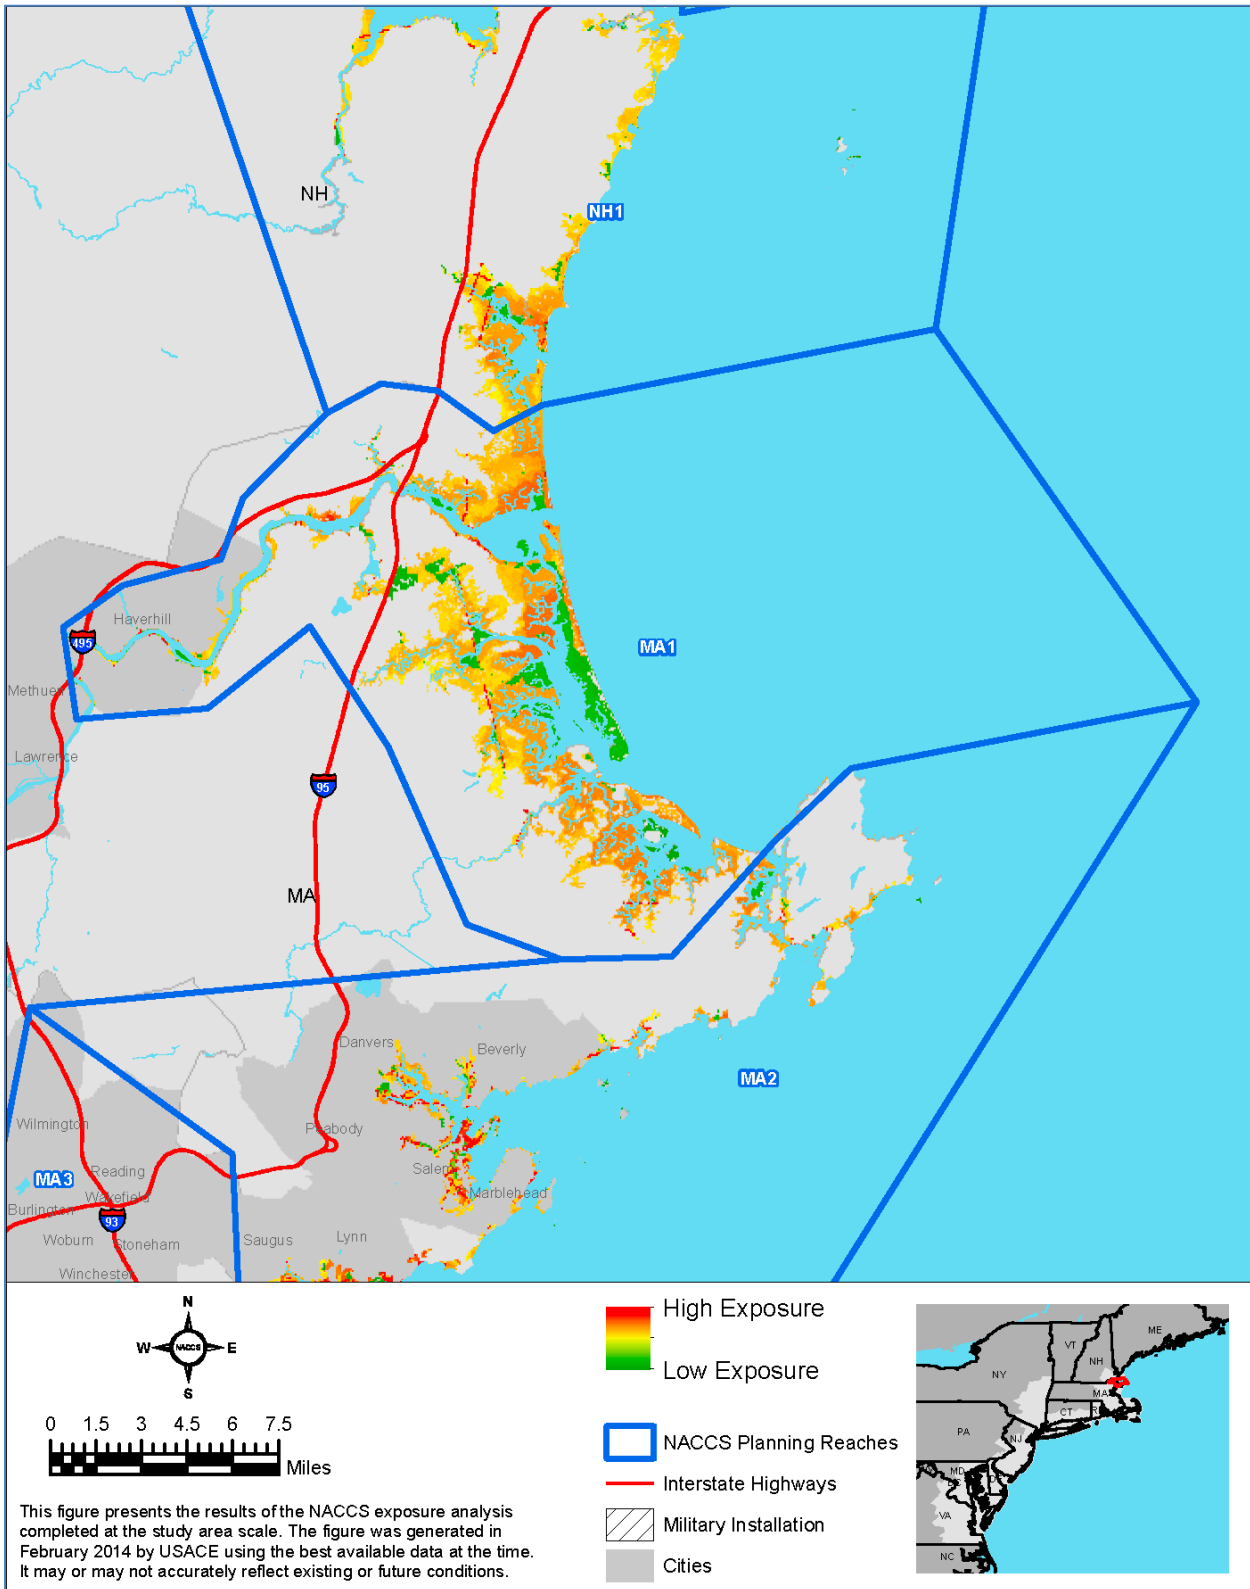 NH
NH1
MA1
Haverhill
495
Methuen
Lawrence
95
MA
Danvers
Beverly
MA2
Wilmington
Peabody
MA3
Reading
Salem
Wakefield
Marblehead
Burlington
93
Woburn
Stoneham
Saugus
Lynn
Winchester
N
W
NACCS
E
S
0 1.5 3 4.5 6 7.5
Miles
This figure presents the results of the NACCS exposure analysis
completed at the study area scale. The figure was generated in
February 2014 by USACE using the best available data at the time.
It may or may not accurately reflect existing or future conditions.
High Exposure
Low Exposure
NACCS Planning Reaches
Interstate Highways
Military Installation
Cities
ME
VT
NH
NY
MA
CT
PA
NJ
MD
VA
NC